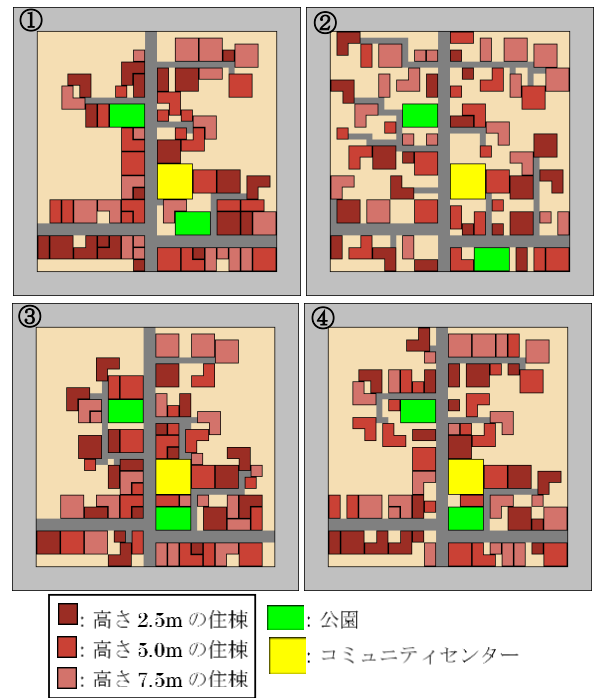 ①
②
③
④
: 高さ 2.5m の住棟
: 高さ 5.0m の住棟
: 高さ 7.5m の住棟
: 公園
: コミュニティセンター